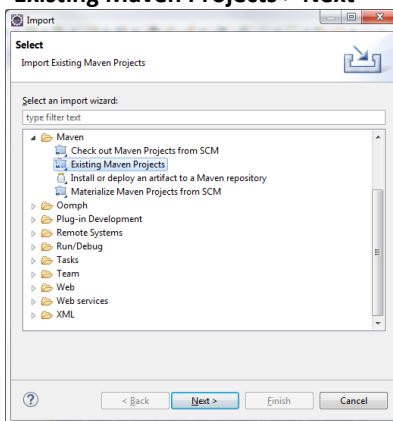 Existing Maven Projects> Next
Import
Select
Import Existing Maven Projects
Select an import wizard:
type filter text
Maven
Check out Maven Projects from SCM
Existing Maven Projects
Install or deploy an artifact to a Maven repository
Materialize Maven Projects from SCM
Oomph
Plug-in Development
Remote Systems
Run/Debug
Tasks
Team
Web
Web services
XML
?
< Back
Next >
Finish
Cancel